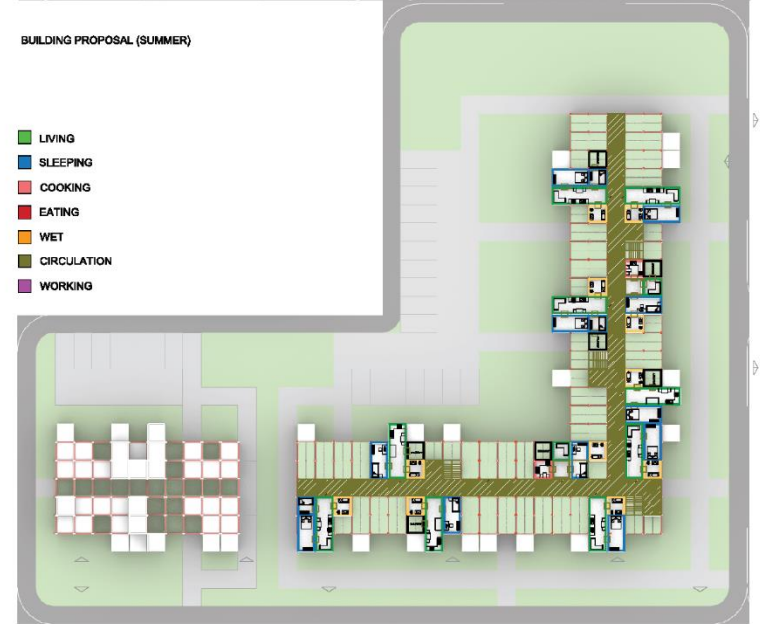 BUILDING PROPOSAL (SUMMER)
LIVING
SLEEPING
COOKING
EATING
WET
CIRCULATION
WORKING